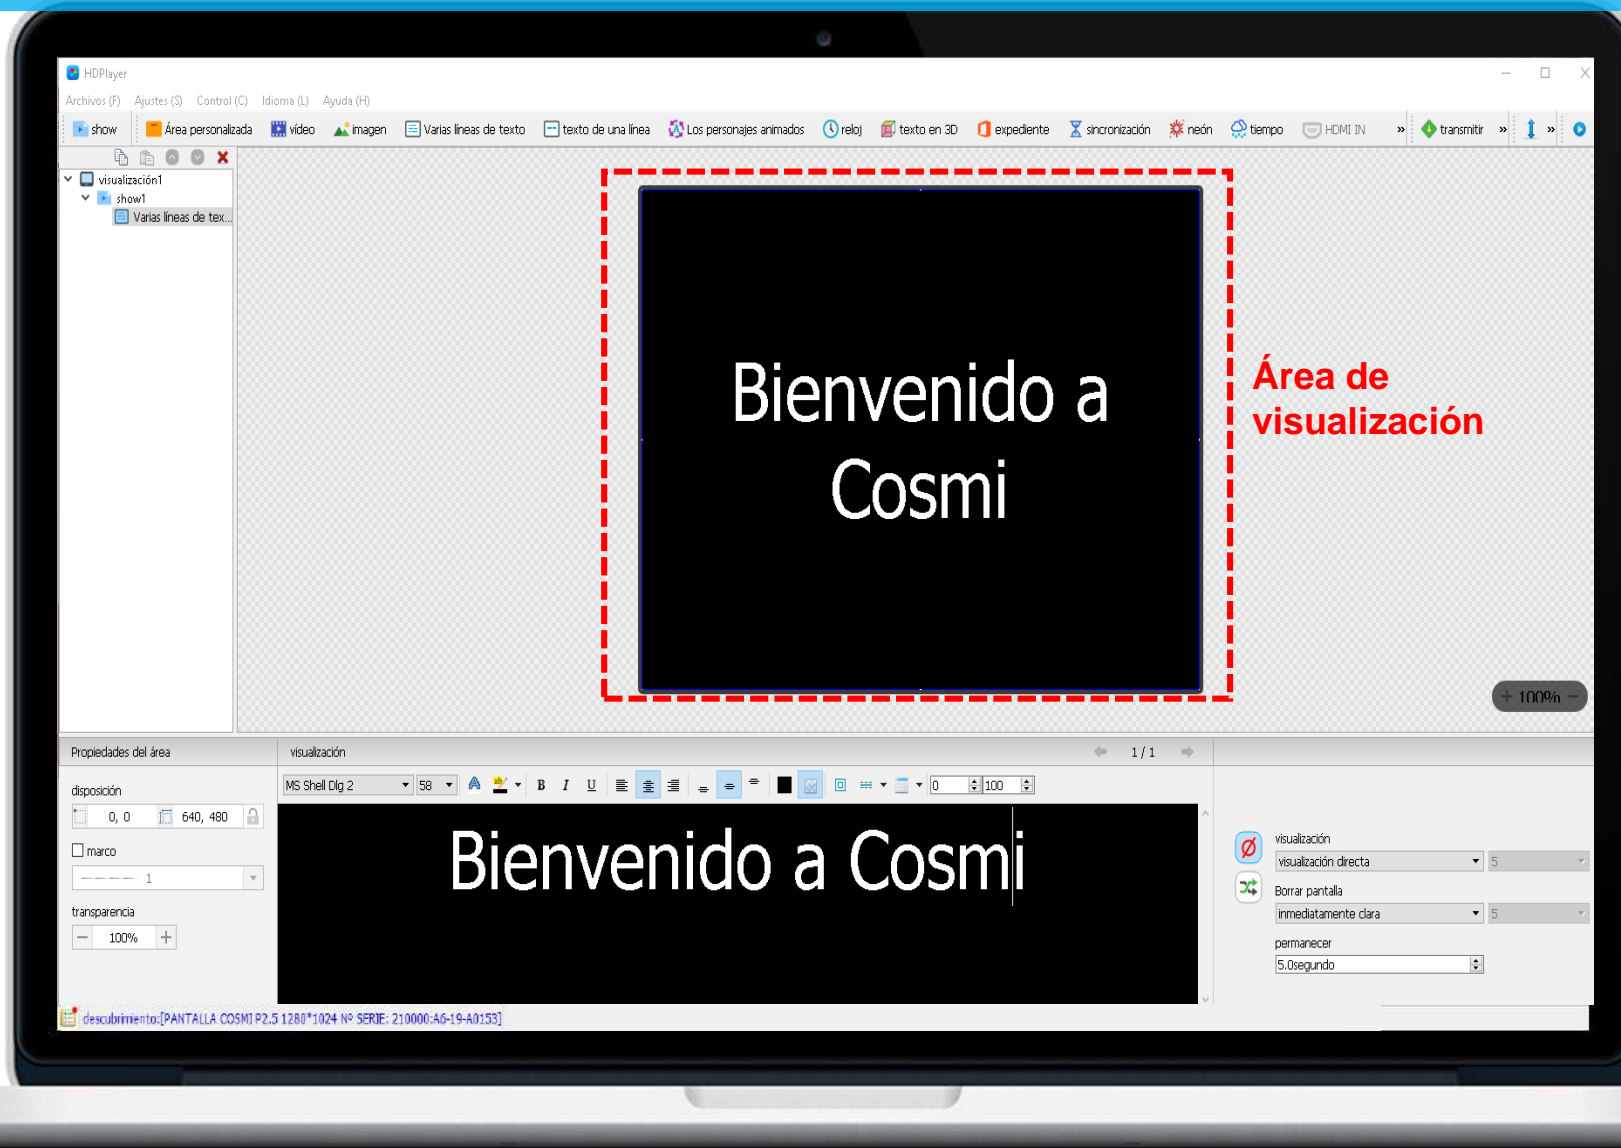 HDPlayer
Archivos (F) Ajustes (S) Control (C) Idioma (L) Ayuda (H)
show Área personalizada vídeo imagen Varias líneas de texto texto de una línea Los personajes animados reloj texto en 3D expediente sincronización neón tiempo HDMI IN » transmitir » »
visualización1
show1
Varias líneas de tex...
Bienvenido a
Cosmi
Área de
visualización
+ 100% −
Propiedades del área
visualización
1 / 1
disposición
0, 0 640, 480
marco
1
transparencia
− 100% +
MS Shell Dlg 2 58 B I U 0 100
Bienvenido a Cosmi
visualización
visualización directa 5
Borrar pantalla
inmediatamente clara 5
permanecer
5.0segundo
descubrimiento:[PANTALLA COSMI P2.5 1280*1024 Nº SERIE: 210000:A6-19-A0153]